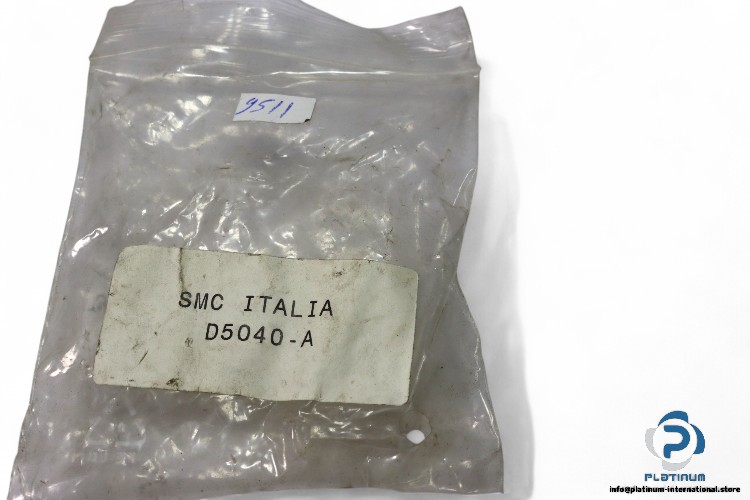 9511
SMC ITALIA
D5040-A
PLATINUM
info@platinum-international.store